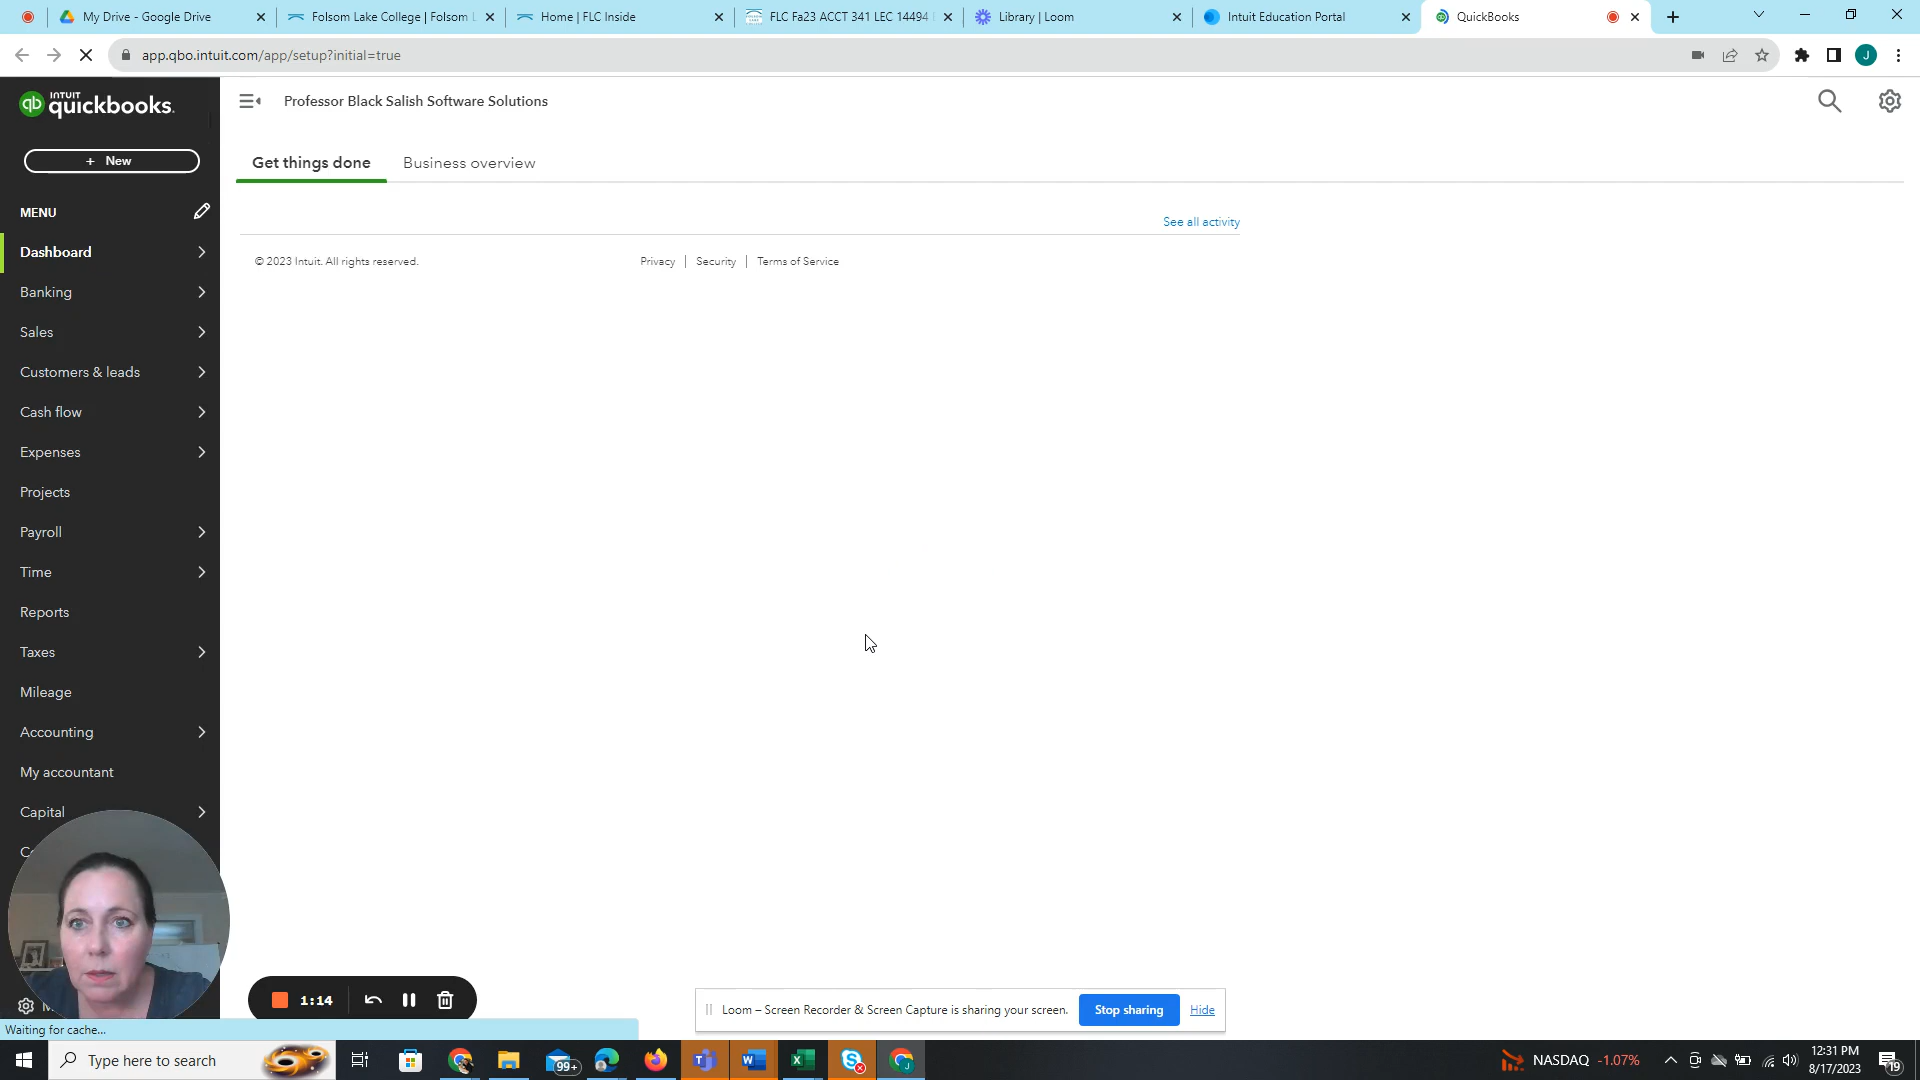 My Drive - Google Drive
Folsom Lake College | Folsom L
Home | FLC Inside
FLC Fa23 ACCT 341 LEC 14494
Library | Loom
Intuit Education Portal
QuickBooks
app.qbo.intuit.com/app/setup?initial=true
J
INTUIT
qb quickbooks.
Professor Black Salish Software Solutions
+ New
Get things done
Business overview
MENU
See all activity
Dashboard
© 2023 Intuit. All rights reserved.
Privacy | Security | Terms of Service
Banking
Sales
Customers & leads
Cash flow
Expenses
Projects
Payroll
Time
Reports
Taxes
Mileage
Accounting
My accountant
Capital
1:14
Loom – Screen Recorder & Screen Capture is sharing your screen.
Stop sharing
Hide
Waiting for cache...
Type here to search
99+
NASDAQ -1.07%
12:31 PM
8/17/2023
19